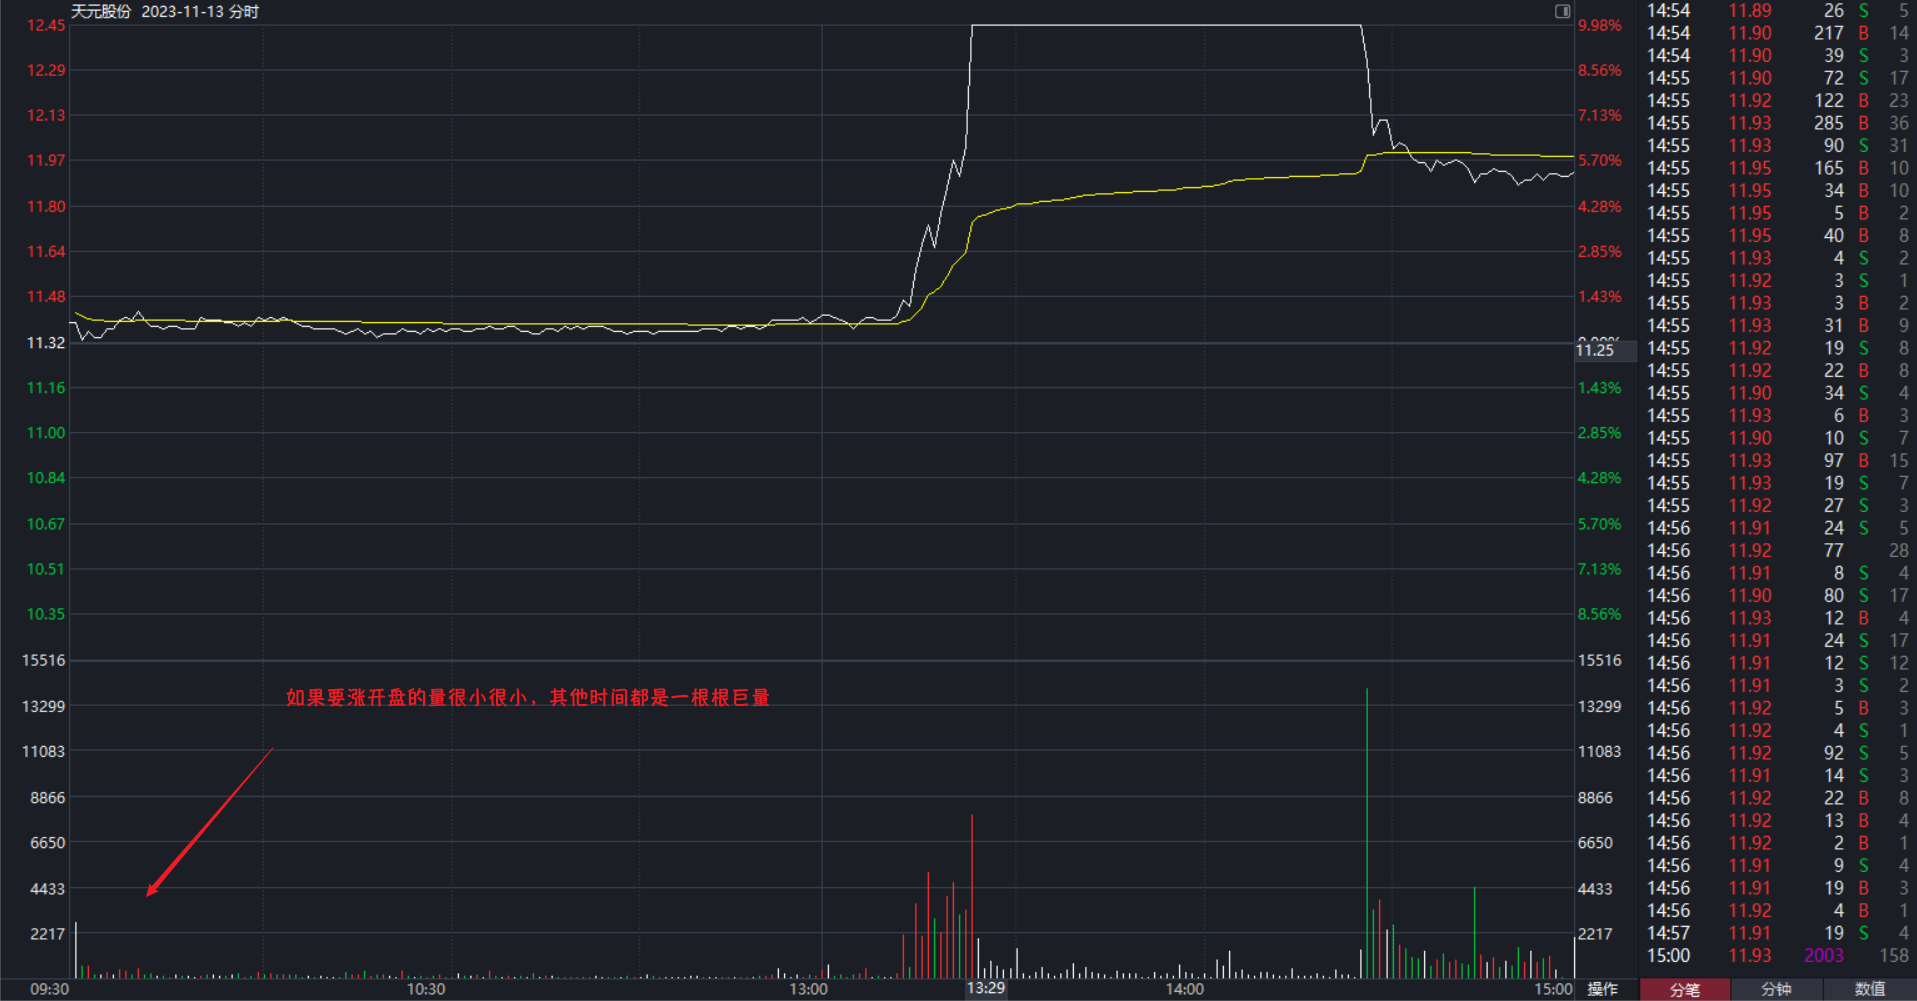 天元股份 2023-11-13 分时
12.45
12.29
12.13
11.97
11.80
11.64
11.48
11.32
11.16
11.00
10.84
10.67
10.51
10.35
15516
13299
11083
8866
6650
4433
2217
9.98%
8.56%
7.13%
5.70%
4.28%
2.85%
1.43%
11.25
1.43%
2.85%
4.28%
5.70%
7.13%
8.56%
15516
13299
11083
8866
6650
4433
2217
如果要涨开盘的量很小很小，其他时间都是一根根巨量
09:30 10:30 13:00 13:29 14:00 15:00 操作
14:54 11.89 26 S 5
14:54 11.90 217 B 14
14:54 11.90 39 S 3
14:55 11.90 72 S 17
14:55 11.92 122 B 23
14:55 11.93 285 B 36
14:55 11.93 90 S 31
14:55 11.95 165 B 10
14:55 11.95 34 B 10
14:55 11.95 5 B 2
14:55 11.95 40 B 8
14:55 11.93 4 S 2
14:55 11.92 3 S 1
14:55 11.93 3 B 2
14:55 11.93 31 B 9
14:55 11.92 19 S 8
14:55 11.92 22 B 8
14:55 11.90 34 S 4
14:55 11.93 6 B 3
14:55 11.90 10 S 7
14:55 11.93 97 B 15
14:55 11.93 19 S 7
14:55 11.92 27 S 3
14:56 11.91 24 S 5
14:56 11.92 77 28
14:56 11.91 8 S 4
14:56 11.90 80 S 17
14:56 11.93 12 B 4
14:56 11.91 24 S 17
14:56 11.91 12 S 12
14:56 11.91 3 S 2
14:56 11.92 5 B 3
14:56 11.92 4 S 1
14:56 11.92 92 S 5
14:56 11.91 14 S 3
14:56 11.92 22 B 8
14:56 11.92 13 B 4
14:56 11.92 2 B 1
14:56 11.91 9 S 4
14:56 11.91 19 B 3
14:56 11.92 4 B 1
14:57 11.91 19 S 4
15:00 11.93 2003 158
分笔 分钟 数值